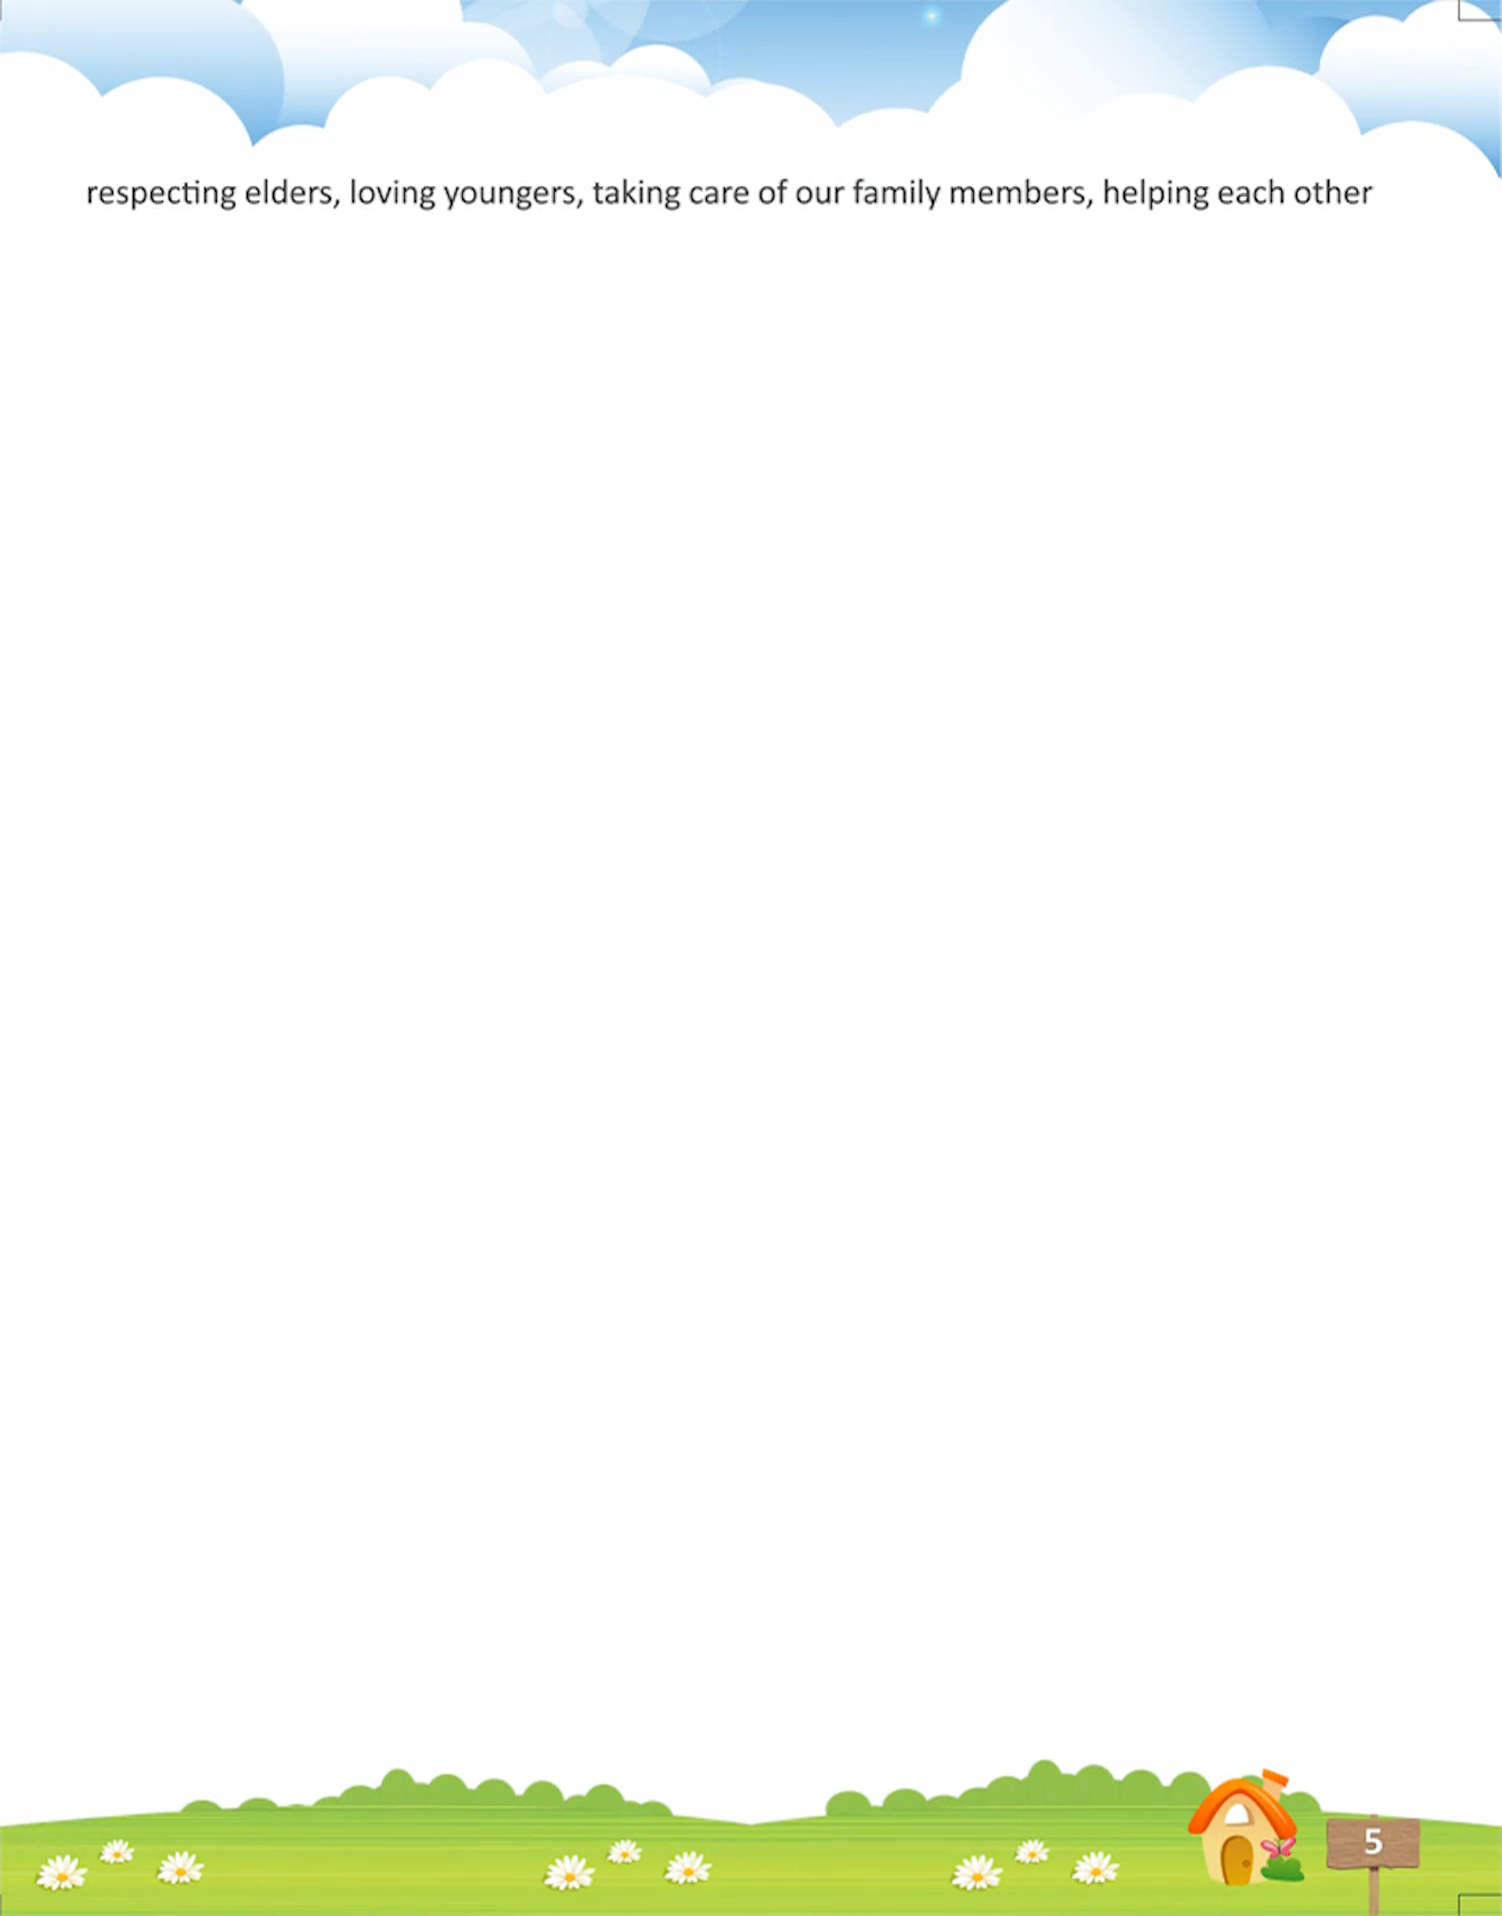 respecting elders, loving youngers, taking care of our family members, helping each other
5